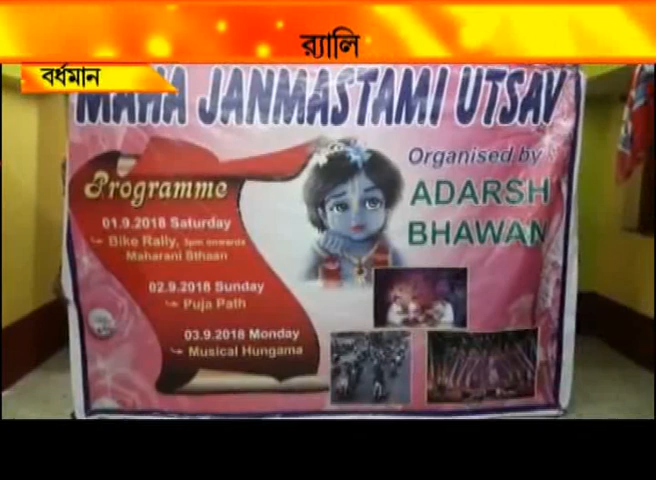 র‍্যালি
বর্ধমান
MAHA JANMASTAMI UTSAV
Organised by
ADARSH
BHAWAN
Programme
01.9.2018 Saturday
Bike Rally, 3pm onwards
Maharani Sthaan
02.9.2018 Sunday
Puja Path
03.9.2018 Monday
Musical Hungama